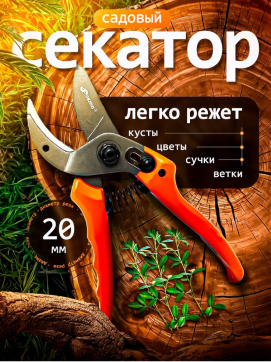 садовый
секатор
легко режет
кусты
цветы
сучки
ветки
20
мм